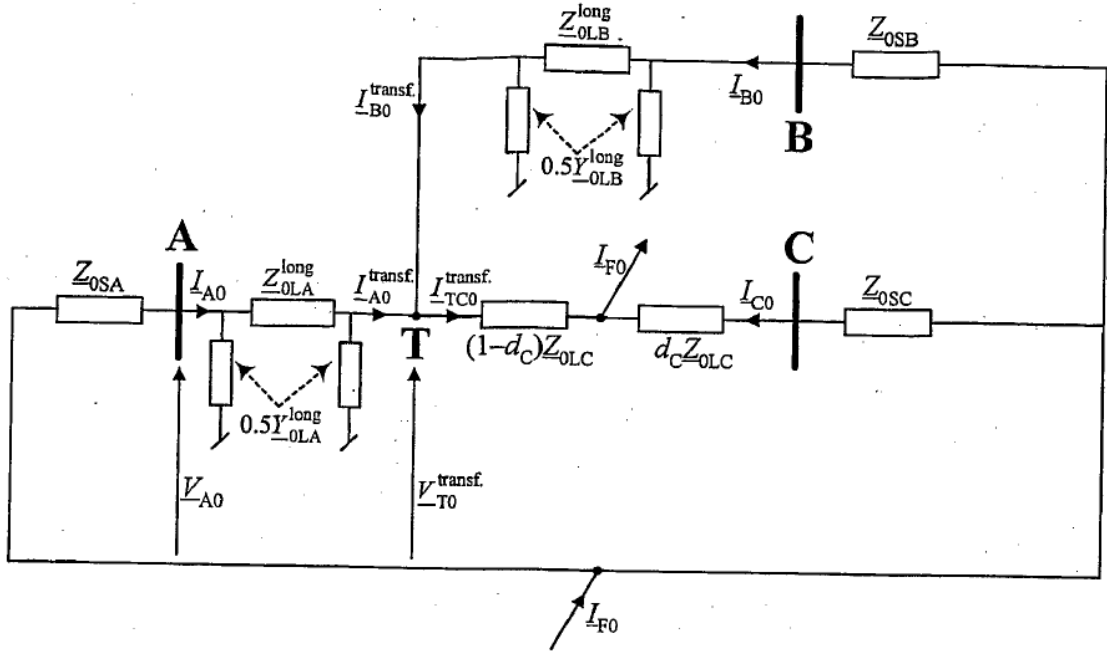 Z_0LB^long
Z_0SB
I_B0^transf.
I_B0
B
0.5Y_0LB^long
A
C
Z_0SA
I_A0
Z_0LA^long
I_A0^transf.
I_TC0^transf.
I_F0
I_C0
Z_0SC
T
(1–d_C)Z_0LC
d_CZ_0LC
0.5Y_0LA^long
V_A0
V_T0^transf.
I_F0